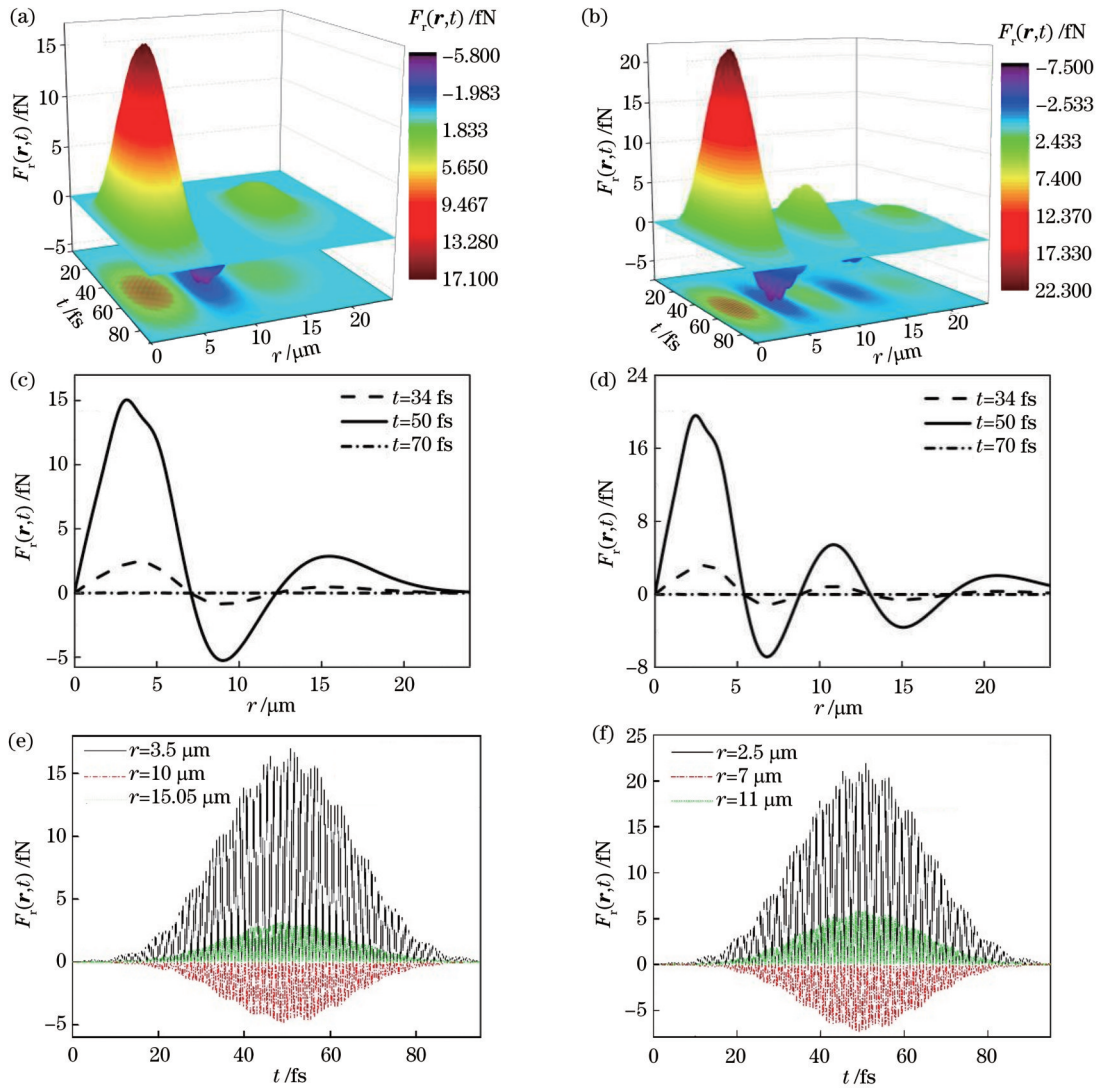 (a)
F_r(r,t) /fN
−5.800
−1.983
1.833
5.650
9.467
13.280
17.100
15
10
5
0
−5
F_r(r,t) /fN
20
40
60
80
t /fs
0
5
10
15
20
r /μm
(b)
F_r(r,t) /fN
−7.500
−2.533
2.433
7.400
12.370
17.330
22.300
20
15
10
5
0
−5
F_r(r,t) /fN
20
40
60
80
t /fs
0
5
10
15
20
r /μm
(c)
t=34 fs
t=50 fs
t=70 fs
15
10
5
0
−5
F_r(r,t) /fN
0 5 10 15 20
r /μm
(d)
t=34 fs
t=50 fs
t=70 fs
24
16
8
0
−8
F_r(r,t) /fN
0 5 10 15 20
r /μm
(e)
r=3.5 μm
r=10 μm
r=15.05 μm
15
10
5
0
−5
F_r(r,t) /fN
0 20 40 60 80
t /fs
(f)
r=2.5 μm
r=7 μm
r=11 μm
25
20
15
10
5
0
−5
F_r(r,t) /fN
0 20 40 60 80
t /fs